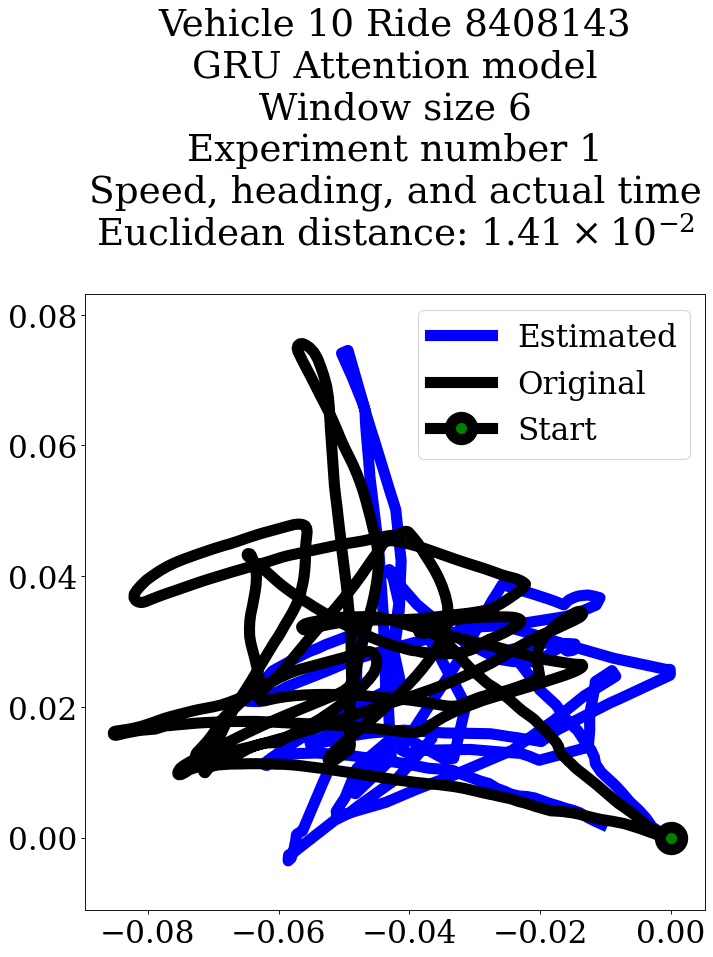 Vehicle 10 Ride 8408143
GRU Attention model
Window size 6
Experiment number 1
Speed, heading, and actual time
Euclidean distance: 1.41 × 10⁻²
Estimated
Original
Start
0.08
0.06
0.04
0.02
0.00
−0.08 −0.06 −0.04 −0.02 0.00